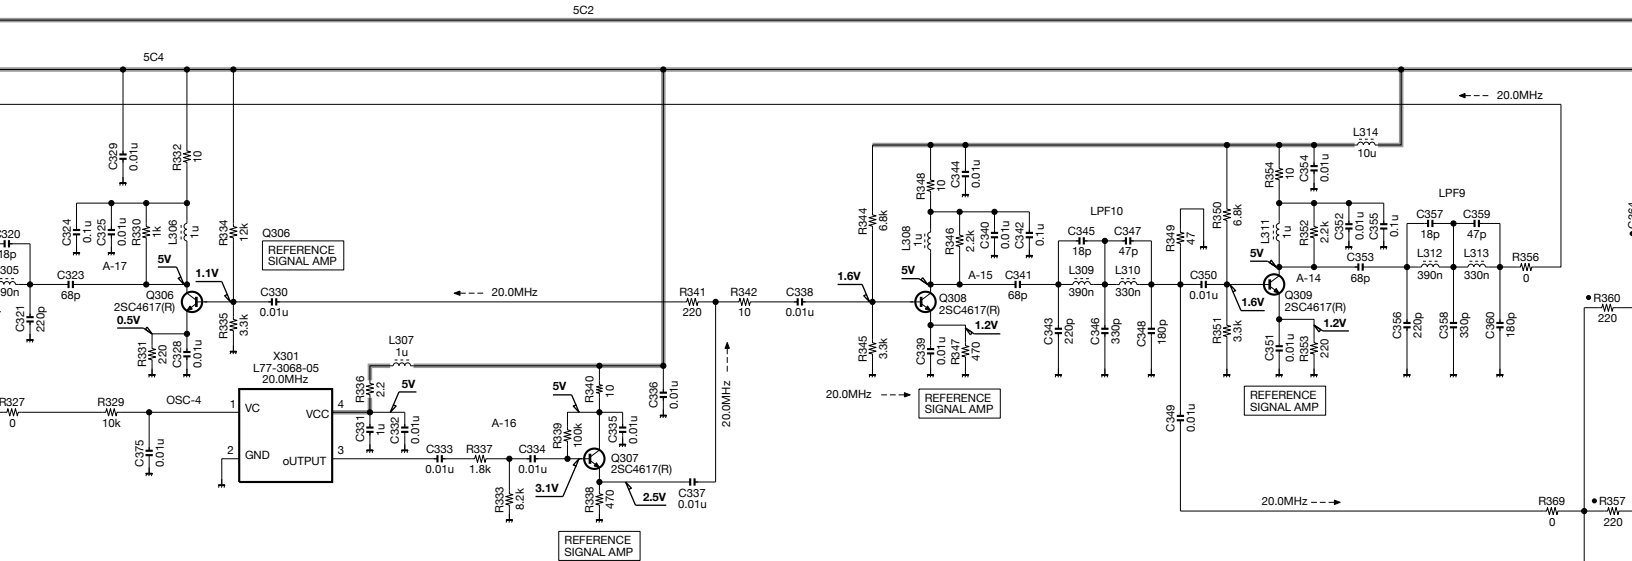 5C2
5C4
20.0MHz
L314
10u
C329
0.01u
R332
10
C324
0.1u
C325
0.01u
R330
1k
L306
1u
R334
12k
Q306
REFERENCE
SIGNAL AMP
C320
18p
L305
390n
C321
220p
C323
68p
A-17
5V
1.1V
Q306
2SC4617(R)
0.5V
R331
220
C328
0.01u
R335
3.3k
C330
0.01u
20.0MHz
R341
220
R342
10
C338
0.01u
X301
L77-3068-05
20.0MHz
L307
1u
R336
2.2
5V
C331
1u
C332
0.01u
R327
0
R329
10k
OSC-4
C375
0.01u
1
VC
VCC
4
2
GND
oUTPUT
3
A-16
C333
0.01u
R337
1.8k
C334
0.01u
R333
8.2k
5V
R339
100k
R340
10
C335
0.01u
C336
0.01u
Q307
2SC4617(R)
3.1V
R338
470
2.5V
C337
0.01u
20.0MHz
REFERENCE
SIGNAL AMP
R344
6.8k
R348
10
C344
0.01u
L308
1u
R346
2.2k
C340
0.01u
C342
0.1u
1.6V
5V
A-15
C341
68p
Q308
2SC4617(R)
1.2V
R345
3.3k
C339
0.01u
R347
470
20.0MHz
REFERENCE
SIGNAL AMP
LPF10
C345
18p
C347
47p
L309
390n
L310
330n
C343
220p
C346
330p
C348
180p
R349
47
C350
0.01u
C349
0.01u
R350
6.8k
R354
10
C354
0.01u
L311
1u
R352
2.2k
C352
0.01u
C355
0.1u
5V
A-14
C353
68p
Q309
2SC4617(R)
1.6V
1.2V
R351
3.3k
C351
0.01u
R353
220
REFERENCE
SIGNAL AMP
LPF9
C357
18p
C359
47p
L312
390n
L313
330n
R356
0
C356
220p
C358
330p
C360
180p
R360
220
20.0MHz
R369
0
R357
220